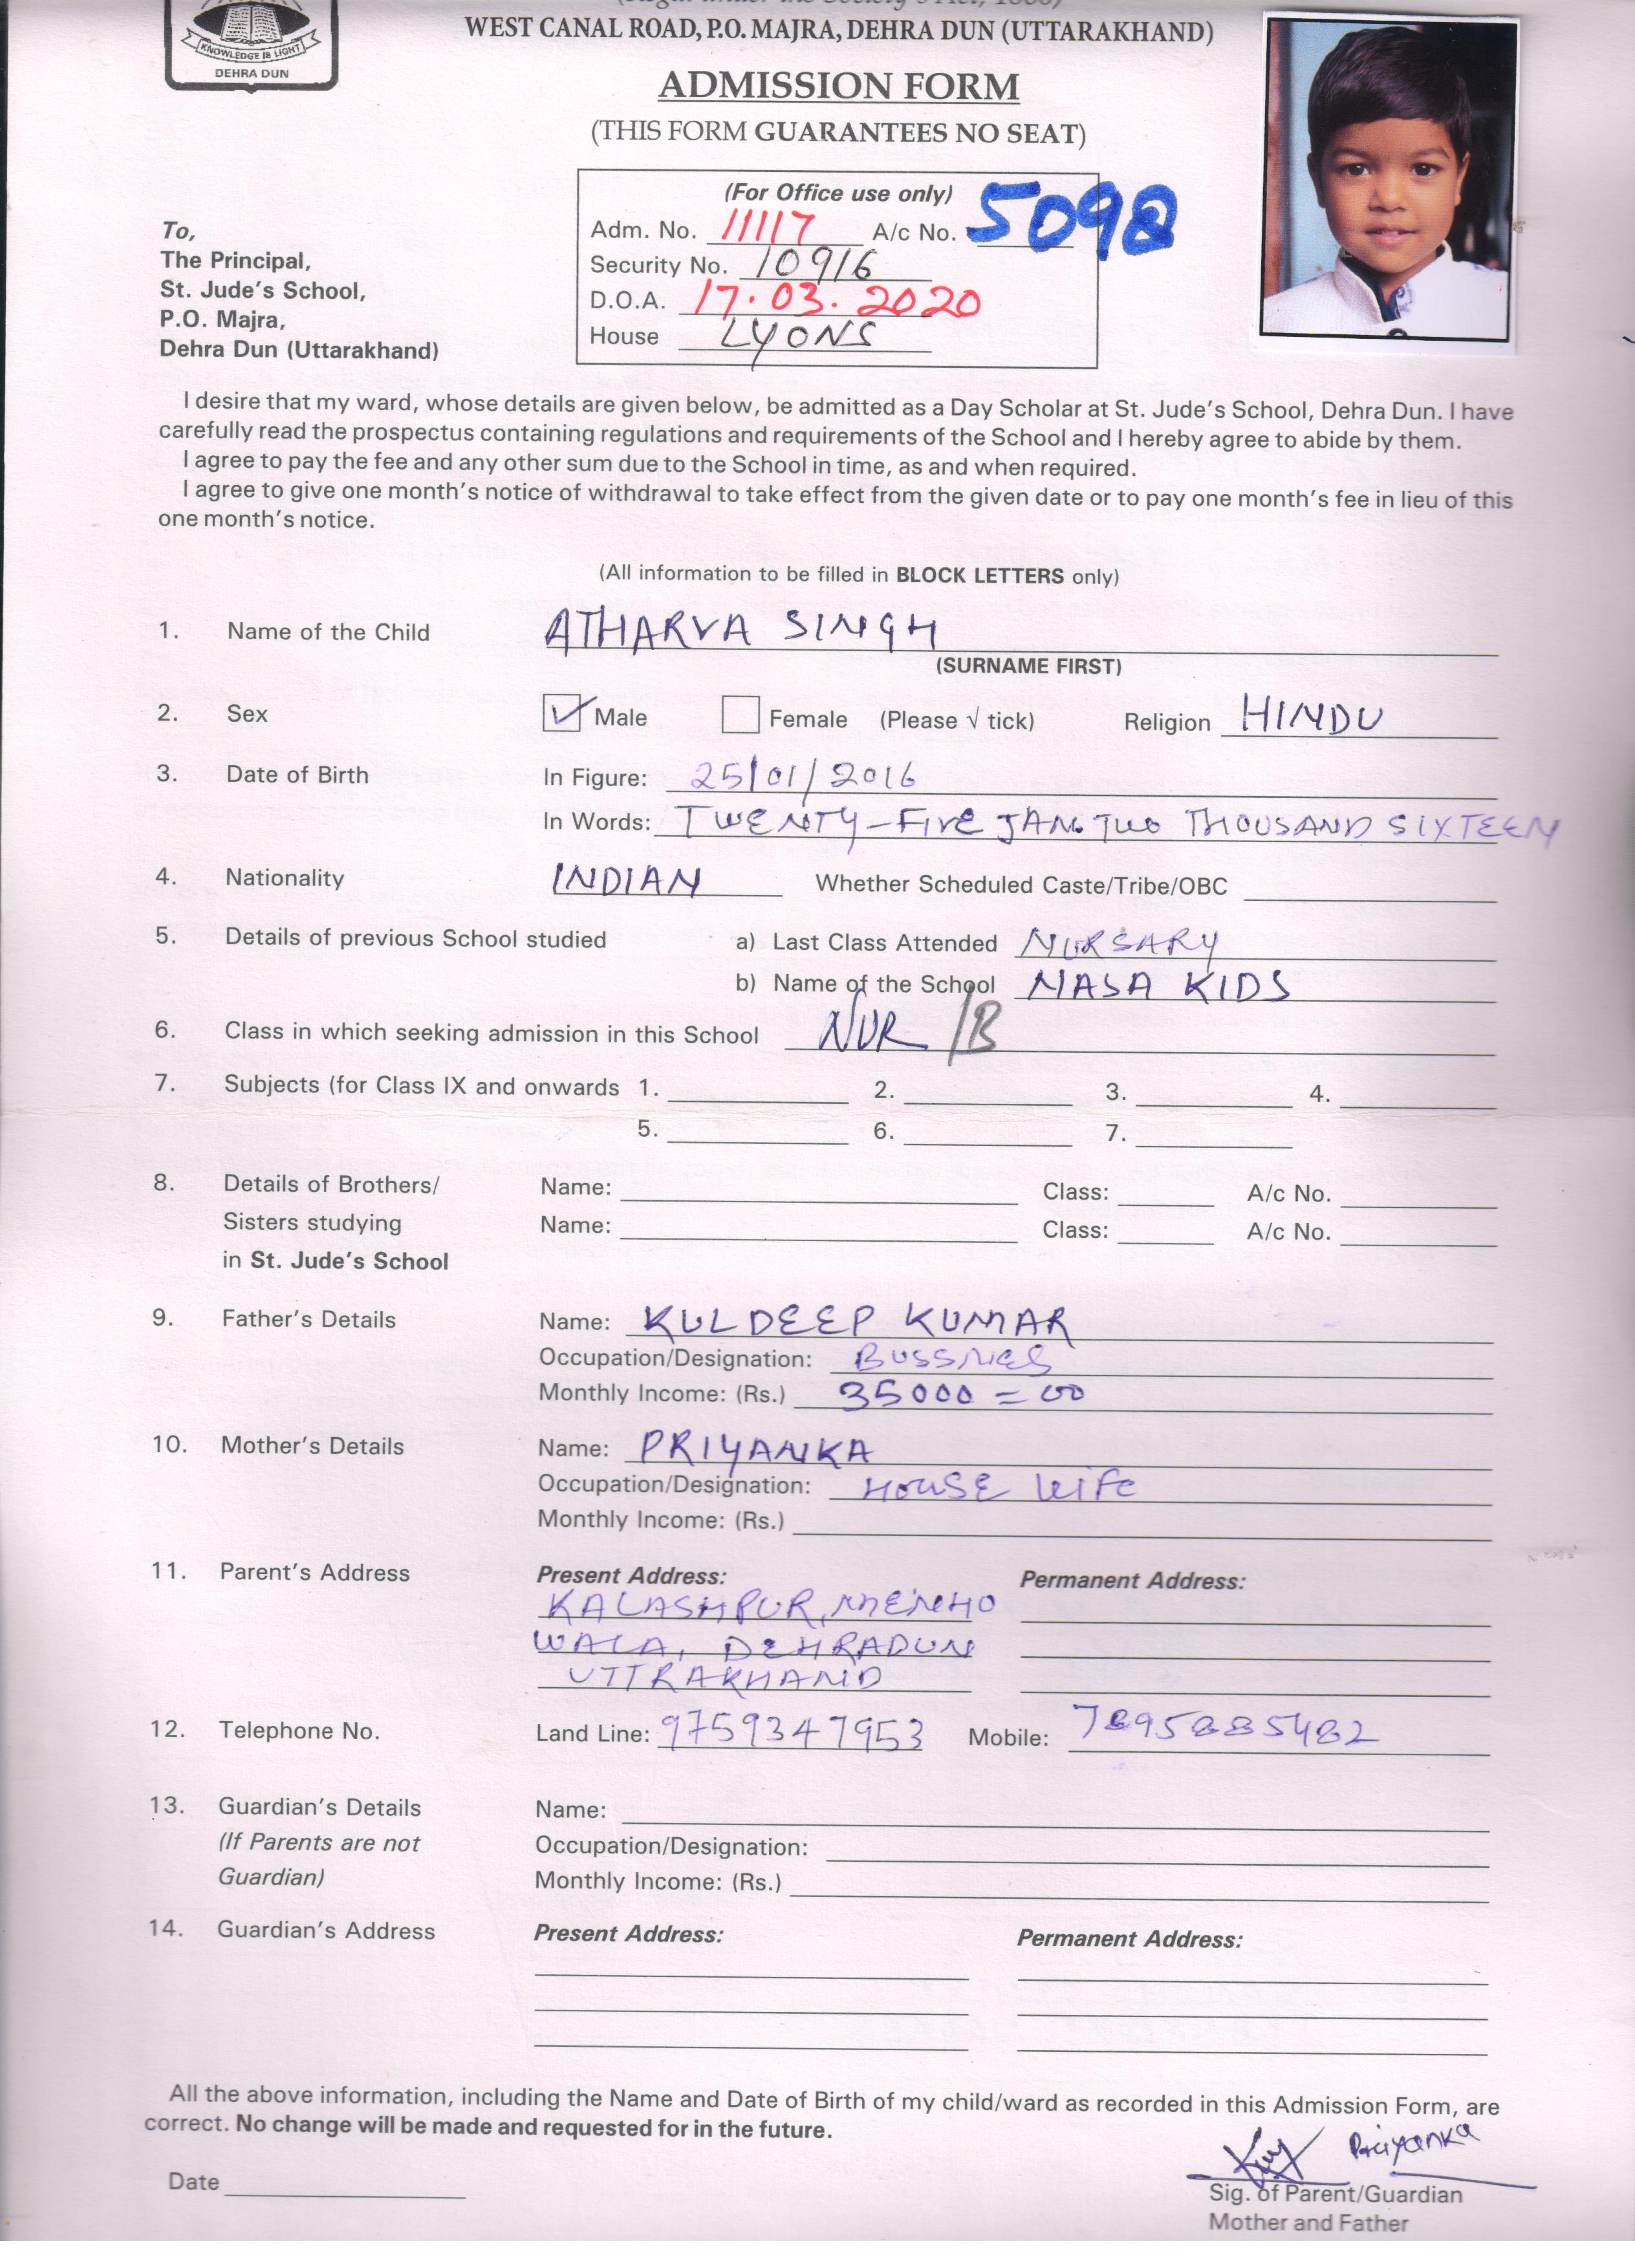 KNOWLEDGE IS LIGHT
DEHRA DUN
WEST CANAL ROAD, P.O. MAJRA, DEHRA DUN (UTTARAKHAND)
ADMISSION FORM
(THIS FORM GUARANTEES NO SEAT)
(For Office use only)
Adm. No. 11117 A/c No. 5098
Security No. 10916
D.O.A. 17.03.2020
House LYONS
To,
The Principal,
St. Jude's School,
P.O. Majra,
Dehra Dun (Uttarakhand)
I desire that my ward, whose details are given below, be admitted as a Day Scholar at St. Jude's School, Dehra Dun. I have
carefully read the prospectus containing regulations and requirements of the School and I hereby agree to abide by them.
I agree to pay the fee and any other sum due to the School in time, as and when required.
I agree to give one month's notice of withdrawal to take effect from the given date or to pay one month's fee in lieu of this
one month's notice.
(All information to be filled in BLOCK LETTERS only)
1. Name of the Child ATHARVA SINGH
(SURNAME FIRST)
2. Sex Male Female (Please √ tick) Religion HINDU
3. Date of Birth In Figure: 25/01/2016
In Words: TWENTY-FIVE JAN TWO THOUSAND SIXTEEN
4. Nationality INDIAN Whether Scheduled Caste/Tribe/OBC
5. Details of previous School studied a) Last Class Attended NURSARY
b) Name of the School NASA KIDS
6. Class in which seeking admission in this School NUR /B
7. Subjects (for Class IX and onwards 1. 2. 3. 4.
5. 6. 7.
8. Details of Brothers/ Name: Class: A/c No.
Sisters studying Name: Class: A/c No.
in St. Jude's School
9. Father's Details Name: KULDEEP KUMAR
Occupation/Designation: BUSSNIES
Monthly Income: (Rs.) 35000=00
10. Mother's Details Name: PRIYANKA
Occupation/Designation: HOUSE WIFE
Monthly Income: (Rs.)
11. Parent's Address Present Address: Permanent Address:
KALASHPUR, MEHHO
WALA, DEHRADUN
UTTRAKHAND
12. Telephone No. Land Line: 9759347953 Mobile: 7895885482
13. Guardian's Details Name:
(If Parents are not Occupation/Designation:
Guardian) Monthly Income: (Rs.)
14. Guardian's Address Present Address: Permanent Address:
All the above information, including the Name and Date of Birth of my child/ward as recorded in this Admission Form, are
correct. No change will be made and requested for in the future.
Priyanka
Date
Sig. of Parent/Guardian
Mother and Father